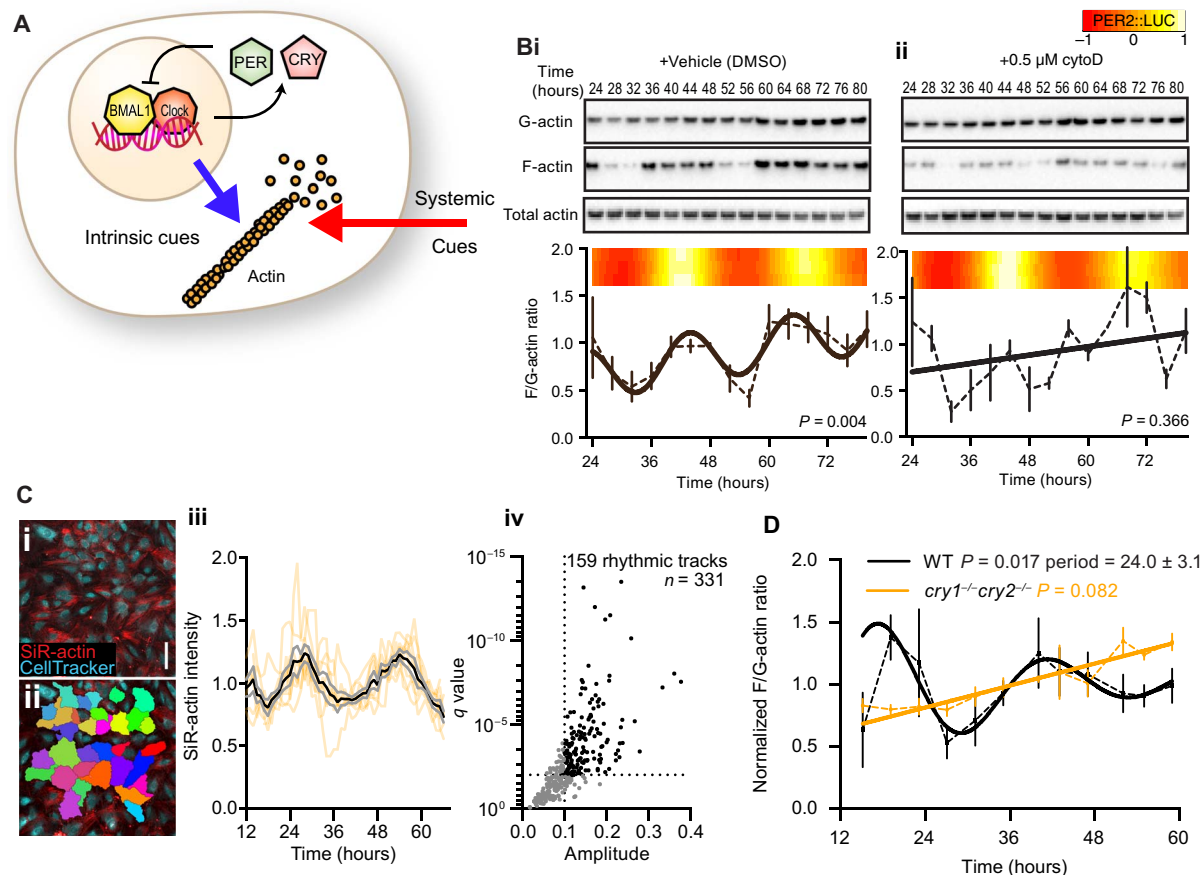 A
PER
CRY
BMAL1
Clock
Intrinsic cues
Actin
Systemic
Cues
PER2::LUC
−1 0 1
Bi
+Vehicle (DMSO)
Time
(hours)
24 28 32 36 40 44 48 52 56 60 64 68 72 76 80
G-actin
F-actin
Total actin
F/G-actin ratio
2.0
1.5
1.0
0.5
0.0
P = 0.004
24 36 48 60 72
Time (hours)
ii
+0.5 µM cytoD
24 28 32 36 40 44 48 52 56 60 64 68 72 76 80
2.0
1.5
1.0
0.5
0.0
P = 0.366
24 36 48 60 72
Time (hours)
C
i
SiR-actin
CellTracker
ii
iii
SiR-actin intensity
2.0
1.5
1.0
0.5
0.0
12 24 36 48 60
Time (hours)
iv
159 rhythmic tracks
n = 331
q value
10−15
10−10
10−5
100
0.0 0.1 0.2 0.3 0.4
Amplitude
D
WT P = 0.017 period = 24.0 ± 3.1
cry1−/−cry2−/− P = 0.082
Normalized F/G-actin ratio
2.0
1.5
1.0
0.5
0.0
12 24 36 48 60
Time (hours)